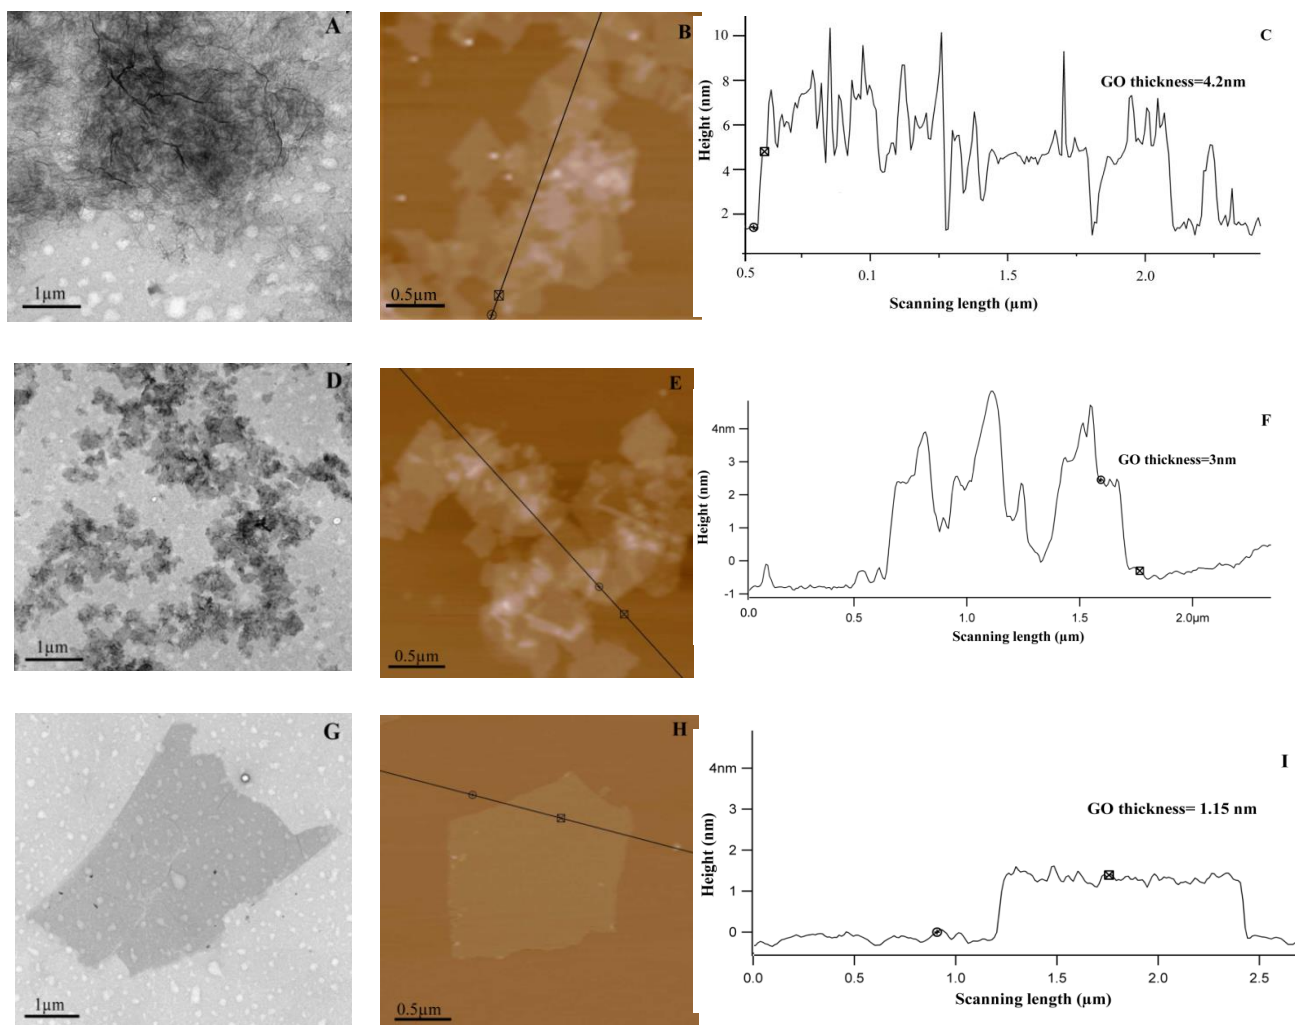 A
1µm
B
0.5µm
C
GO thickness=4.2nm
Height (nm)
10
8
6
4
2
0.5
0.1
1.5
2.0
Scanning length (µm)
D
1µm
E
0.5µm
F
GO thickness=3nm
Height (nm)
4nm
3
2
1
0
-1
0.0
0.5
1.0
1.5
2.0µm
Scanning length (µm)
G
1µm
H
0.5µm
I
GO thickness= 1.15 nm
Height (nm)
4nm
3
2
1
0
0.0
0.5
1.0
1.5
2.0
2.5
Scanning length (µm)